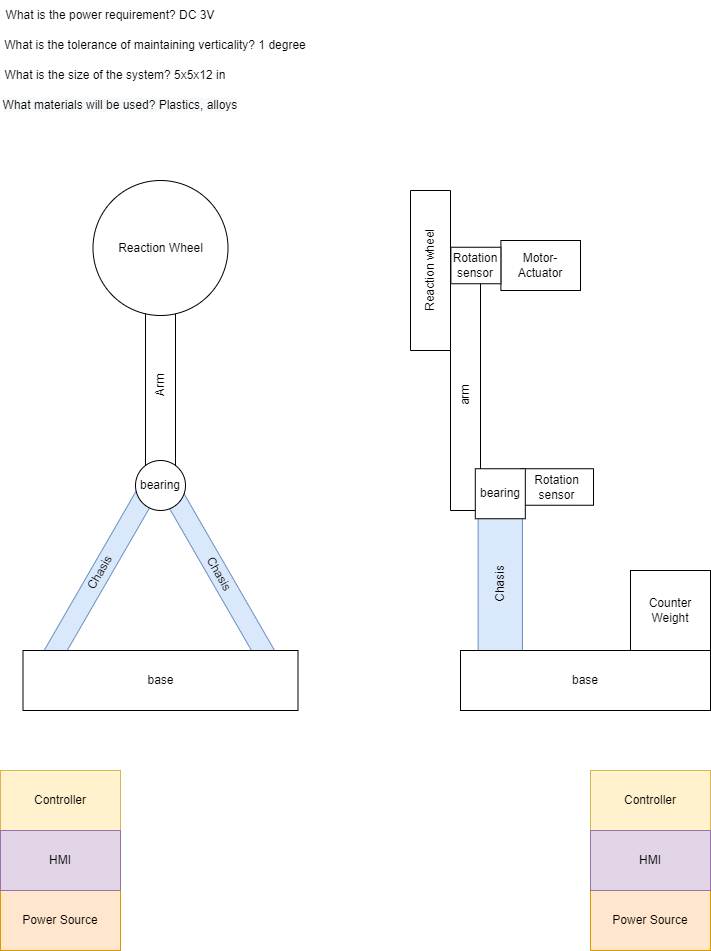 What is the power requirement? DC 3V
What is the tolerance of maintaining verticality? 1 degree
What is the size of the system? 5x5x12 in
What materials will be used? Plastics, alloys
Reaction Wheel
Arm
bearing
Chasis
Chasis
base
Reaction wheel
Rotation
sensor
Motor-
Actuator
arm
bearing
Rotation
sensor
Chasis
Counter
Weight
base
Controller
HMI
Power Source
Controller
HMI
Power Source